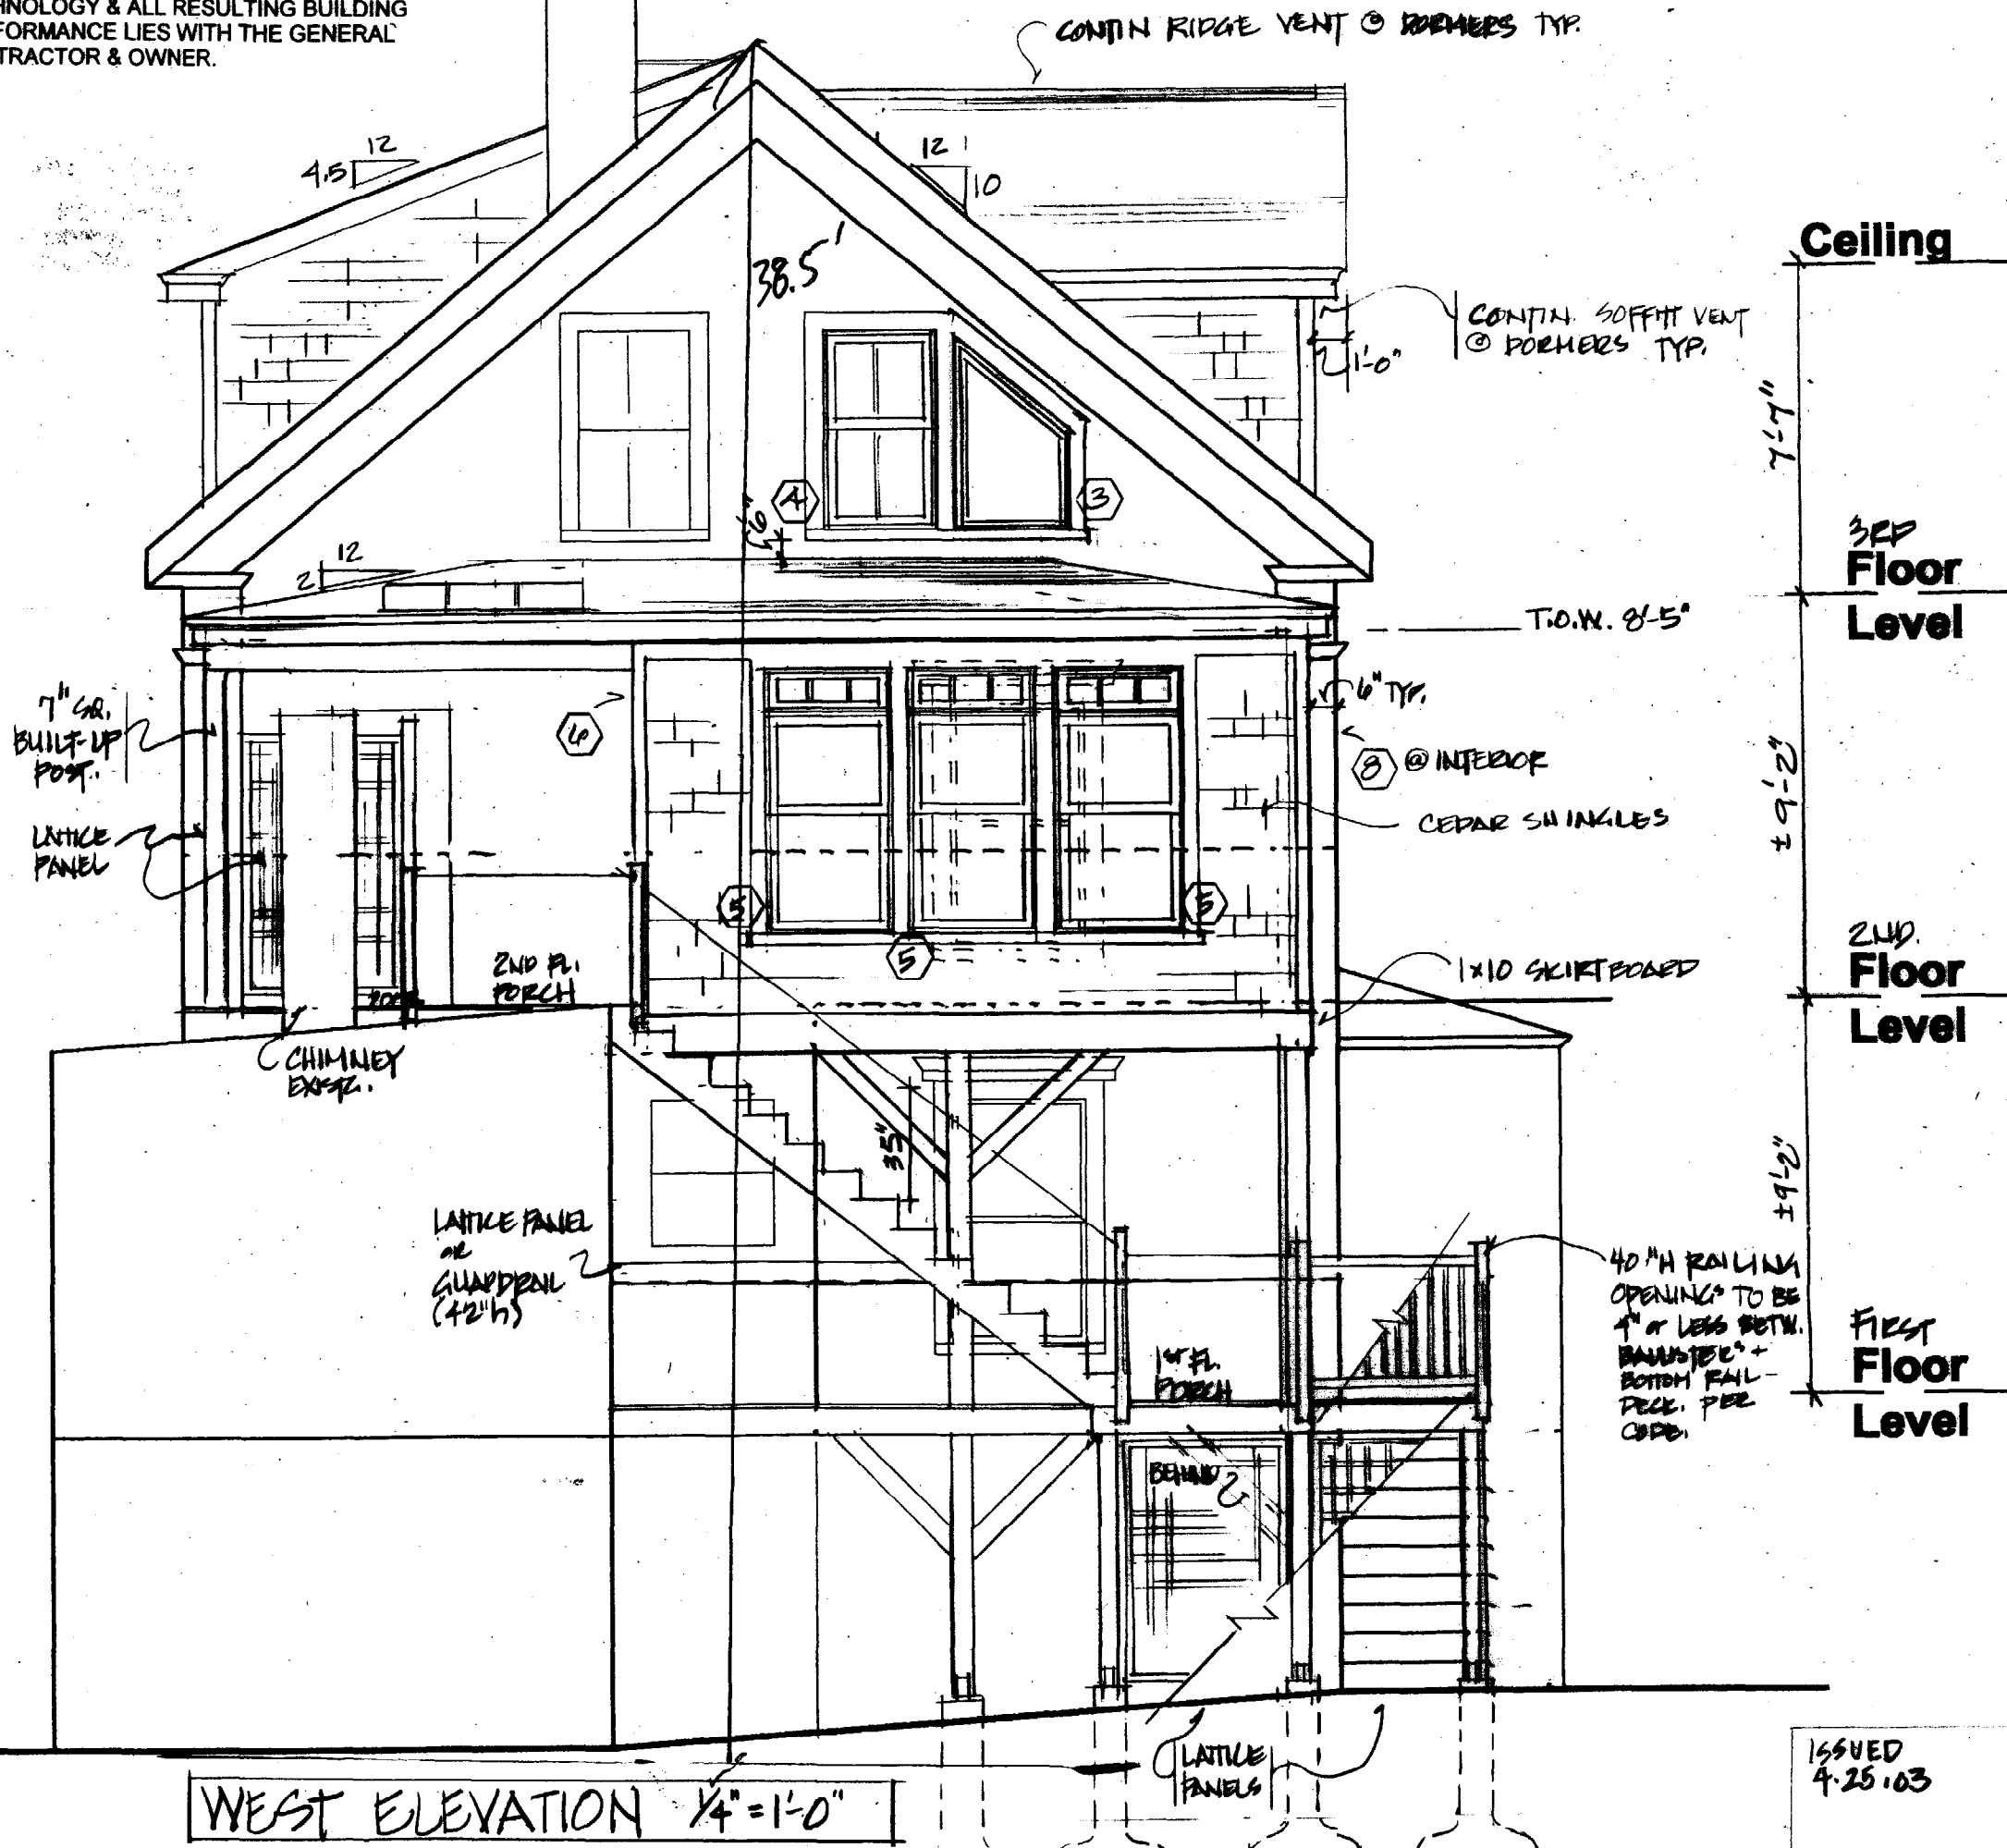 HNOLOGY & ALL RESULTING BUILDING
FORMANCE LIES WITH THE GENERAL
TRACTOR & OWNER.
CONTIN RIDGE VENT @ DORMERS TYP.
12
4.5
12
10
38.5'
Ceiling
CONTIN. SOFFIT VENT
@ DORMERS TYP.
1'-0"
7'-7"
4
3
6"
3RD
Floor
Level
12
2
T.O.W. 8'-5"
7" SQ.
BUILT-UP
POST.
6
6" TYP.
8 @ INTERIOR
CEDAR SHINGLES
LATTICE
PANEL
5
5
5
2ND FL.
PORCH
1x10 SKIRTBOARD
2ND.
Floor
Level
CHIMNEY
35"
±9'-2"
LATTICE PANEL
OR
GUARDRAIL
(42"h)
40"H RAILING
OPENINGS TO BE
4" or LESS BETW.
BALUSTERS +
BOTTOM RAIL -
DECK. PER
CODE.
FIRST
Floor
Level
1ST FL.
PORCH
BEHIND
LATTICE
PANELS
WEST ELEVATION 1/4" = 1'-0"
ISSUED
4.25.03